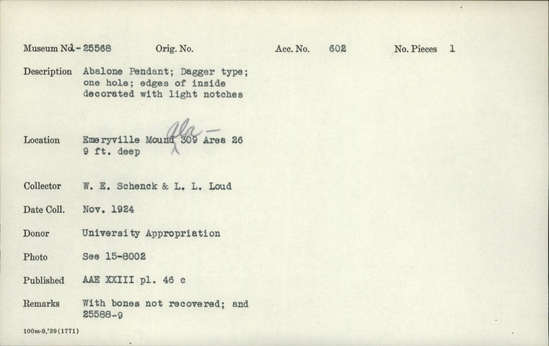 Museum No. 1-25568 Orig. No. Acc. No. 602 No. Pieces 1
Description Abalone Pendant; Dagger type;
one hole; edges of inside
decorated with light notches
Location Emeryville Mound Ala- 309 Area 26
9 ft. deep
Collector W. E. Schenck & L. L. Loud
Date Coll. Nov. 1924
Donor University Appropriation
Photo See 15-8002
Published AAE XXIII pl. 46 c
Remarks With bones not recovered; and
25588-9
100m-8,'39(1771)